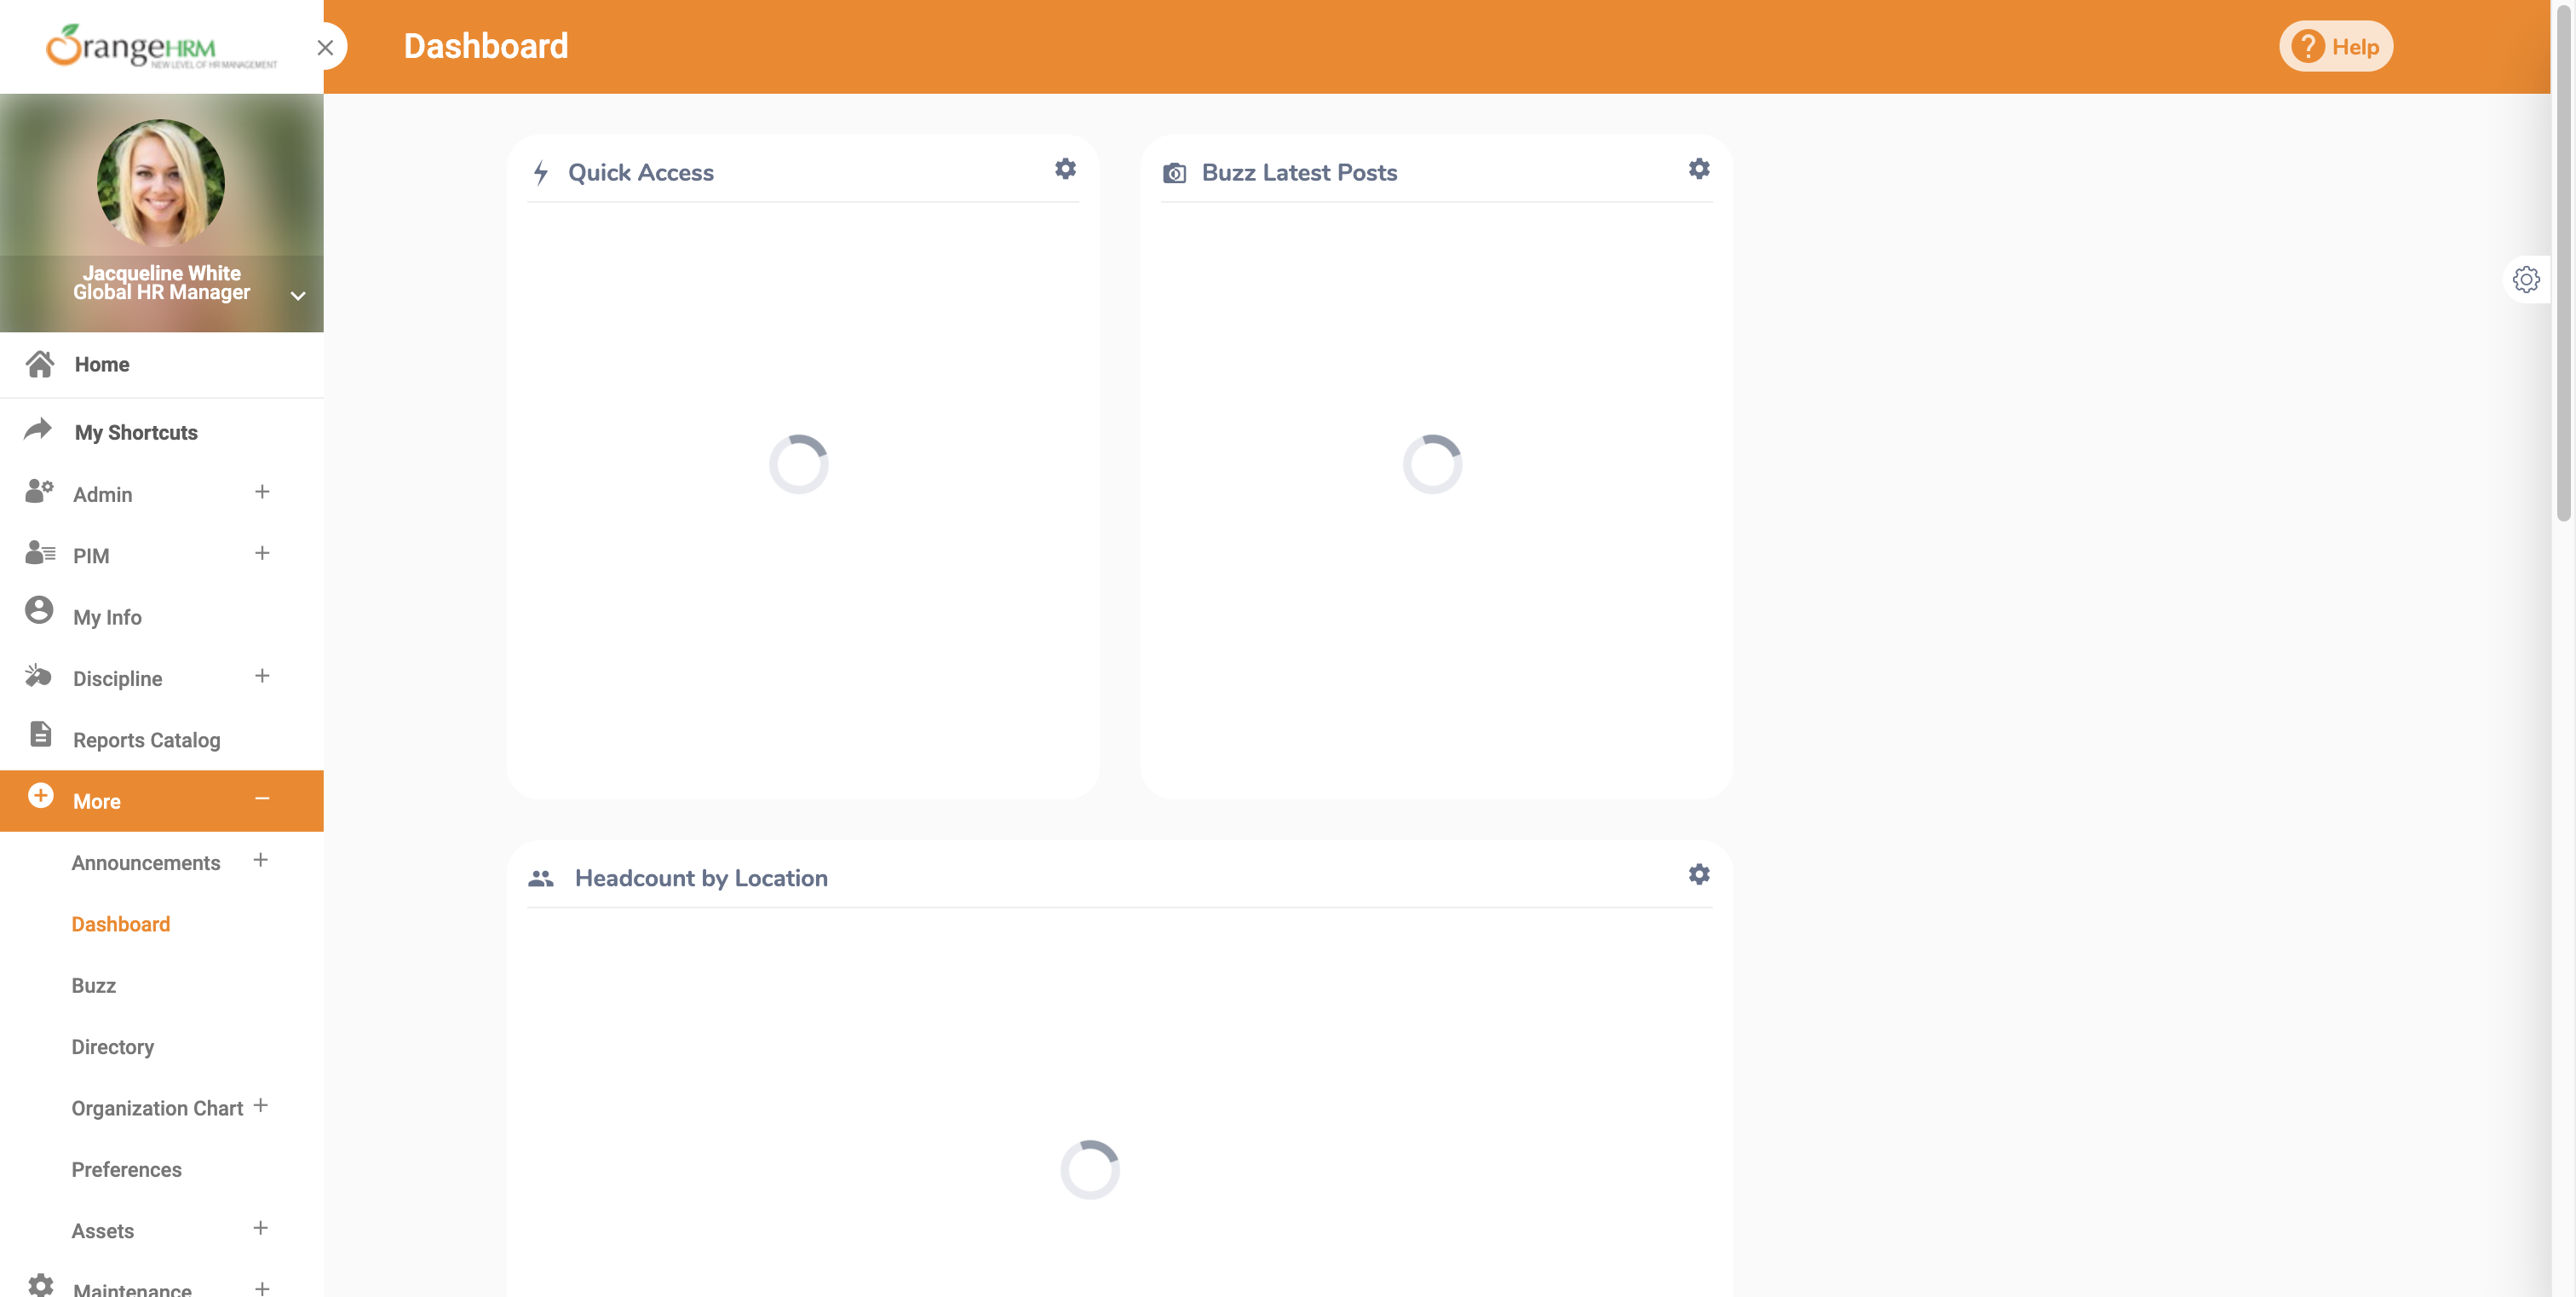 OrangeHRM
NEW LEVEL OF HR MANAGEMENT
Dashboard
? Help
Jacqueline White
Global HR Manager
Home
My Shortcuts
Admin
PIM
My Info
Discipline
Reports Catalog
More
Announcements
Dashboard
Buzz
Directory
Organization Chart
Preferences
Assets
Maintenance
Quick Access
Buzz Latest Posts
Headcount by Location